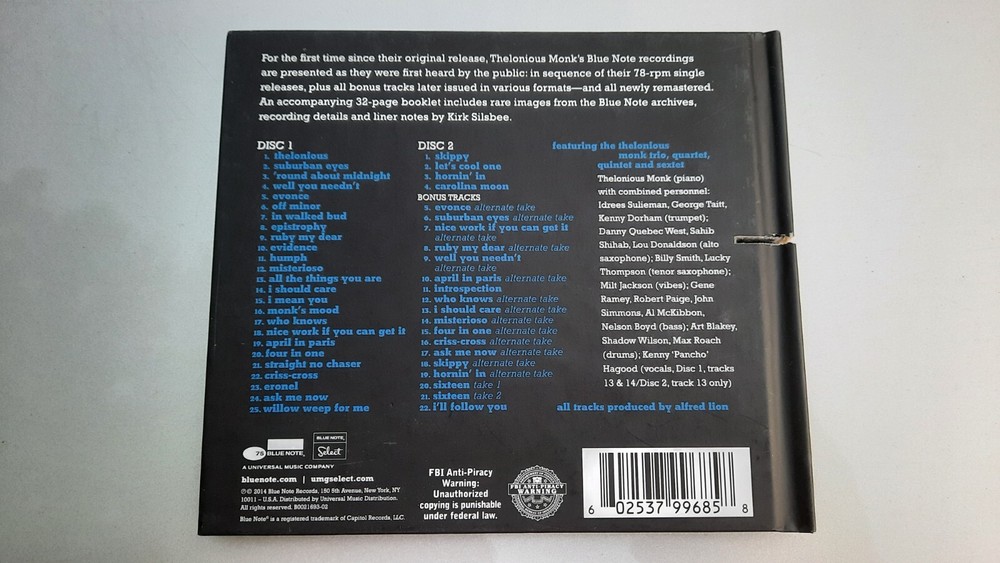 For the first time since their original release, Thelonious Monk's Blue Note recordings
are presented as they were first heard by the public: in sequence of their 78-rpm single
releases, plus all bonus tracks later issued in various formats—and all newly remastered.
An accompanying 32-page booklet includes rare images from the Blue Note archives,
recording details and liner notes by Kirk Silsbee.
DISC 1
1. thelonious
2. suburban eyes
3. 'round about midnight
4. well you needn't
5. evonce
6. off minor
7. in walked bud
8. epistrophy
9. ruby my dear
10. evidence
11. humph
12. misterioso
13. all the things you are
14. i should care
15. i mean you
16. monk's mood
17. who knows
18. nice work if you can get it
19. april in paris
20. four in one
21. straight no chaser
22. criss-cross
23. eronel
24. ask me now
25. willow weep for me
DISC 2
1. skippy
2. let's cool one
3. hornin' in
4. carolina moon
BONUS TRACKS
5. evonce alternate take
6. suburban eyes alternate take
7. nice work if you can get it
alternate take
8. ruby my dear alternate take
9. well you needn't
alternate take
10. april in paris alternate take
11. introspection
12. who knows alternate take
13. i should care alternate take
14. misterioso alternate take
15. four in one alternate take
16. criss-cross alternate take
17. ask me now alternate take
18. skippy alternate take
19. hornin' in alternate take
20. sixteen take 1
21. sixteen take 2
22. i'll follow you
featuring the thelonious
monk trio, quartet,
quintet and sextet
Thelonious Monk (piano)
with combined personnel:
Idrees Sulieman, George Taitt,
Kenny Dorham (trumpet);
Danny Quebec West, Sahib
Shihab, Lou Donaldson (alto
saxophone); Billy Smith, Lucky
Thompson (tenor saxophone);
Milt Jackson (vibes); Gene
Ramey, Robert Paige, John
Simmons, Al McKibbon,
Nelson Boyd (bass); Art Blakey,
Shadow Wilson, Max Roach
(drums); Kenny 'Pancho'
Hagood (vocals, Disc 1, tracks
13 & 14/Disc 2, track 13 only)
all tracks produced by alfred lion
75 BLUE NOTE
BLUE NOTE
Select
A UNIVERSAL MUSIC COMPANY
bluenote.com | umgselect.com
℗© 2014 Blue Note Records, 150 5th Avenue, New York, NY
10011 – U.S.A. Distributed by Universal Music Distribution.
All rights reserved. B0021693-02
Blue Note® is a registered trademark of Capitol Records, LLC.
FBI Anti-Piracy
Warning:
Unauthorized
copying is punishable
under federal law.
FBI ANTI-PIRACY
WARNING
6 02537 99685 8